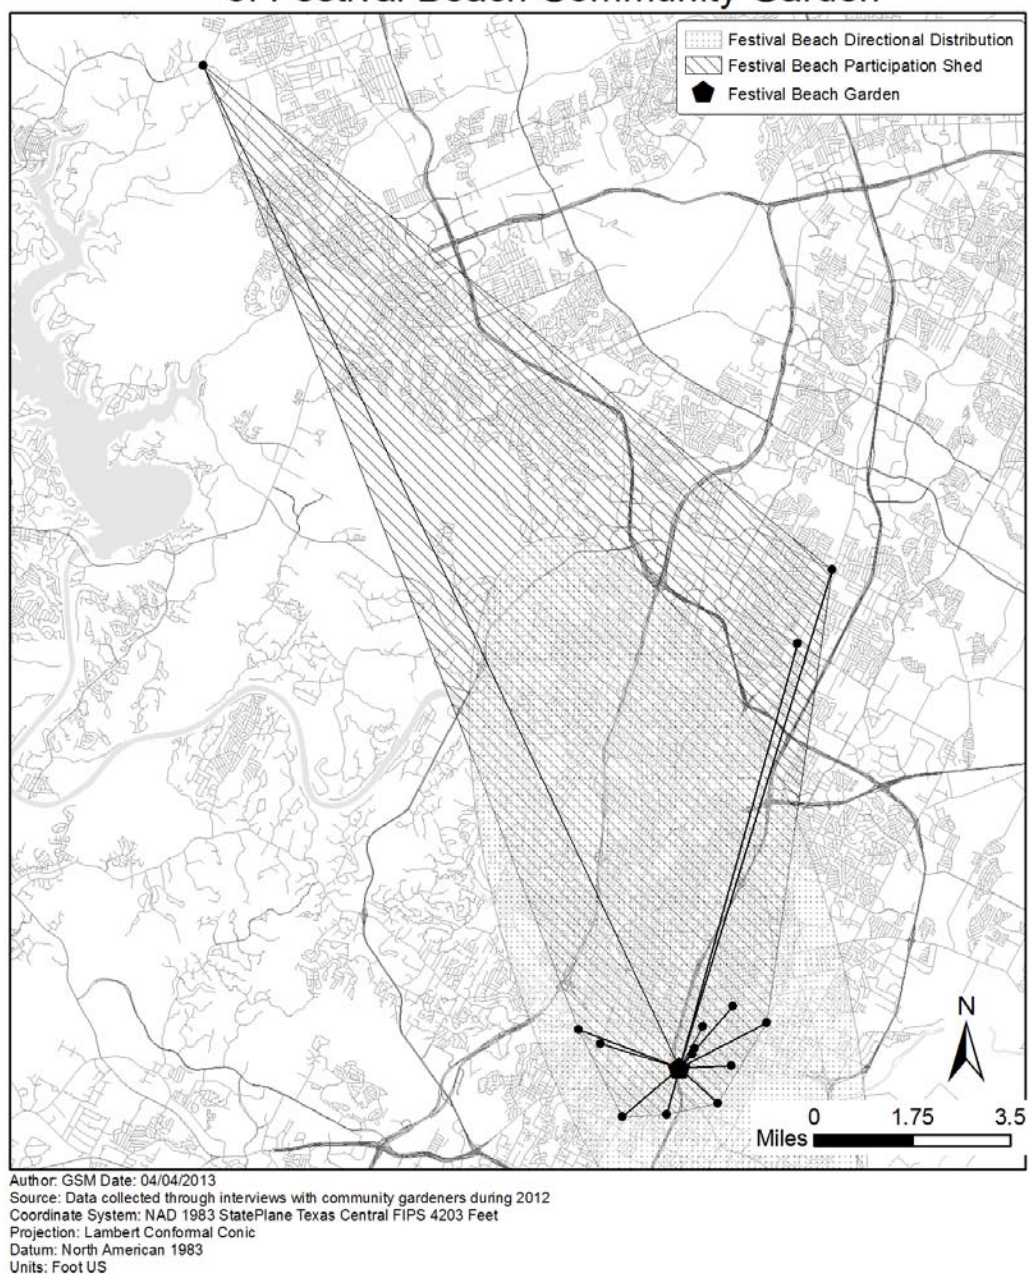 of Festival Beach Community Garden
Festival Beach Directional Distribution
Festival Beach Participation Shed
Festival Beach Garden
N
0 1.75 3.5
Miles
Author: GSM Date: 04/04/2013
Source: Data collected through interviews with community gardeners during 2012
Coordinate System: NAD 1983 StatePlane Texas Central FIPS 4203 Feet
Projection: Lambert Conformal Conic
Datum: North American 1983
Units: Foot US